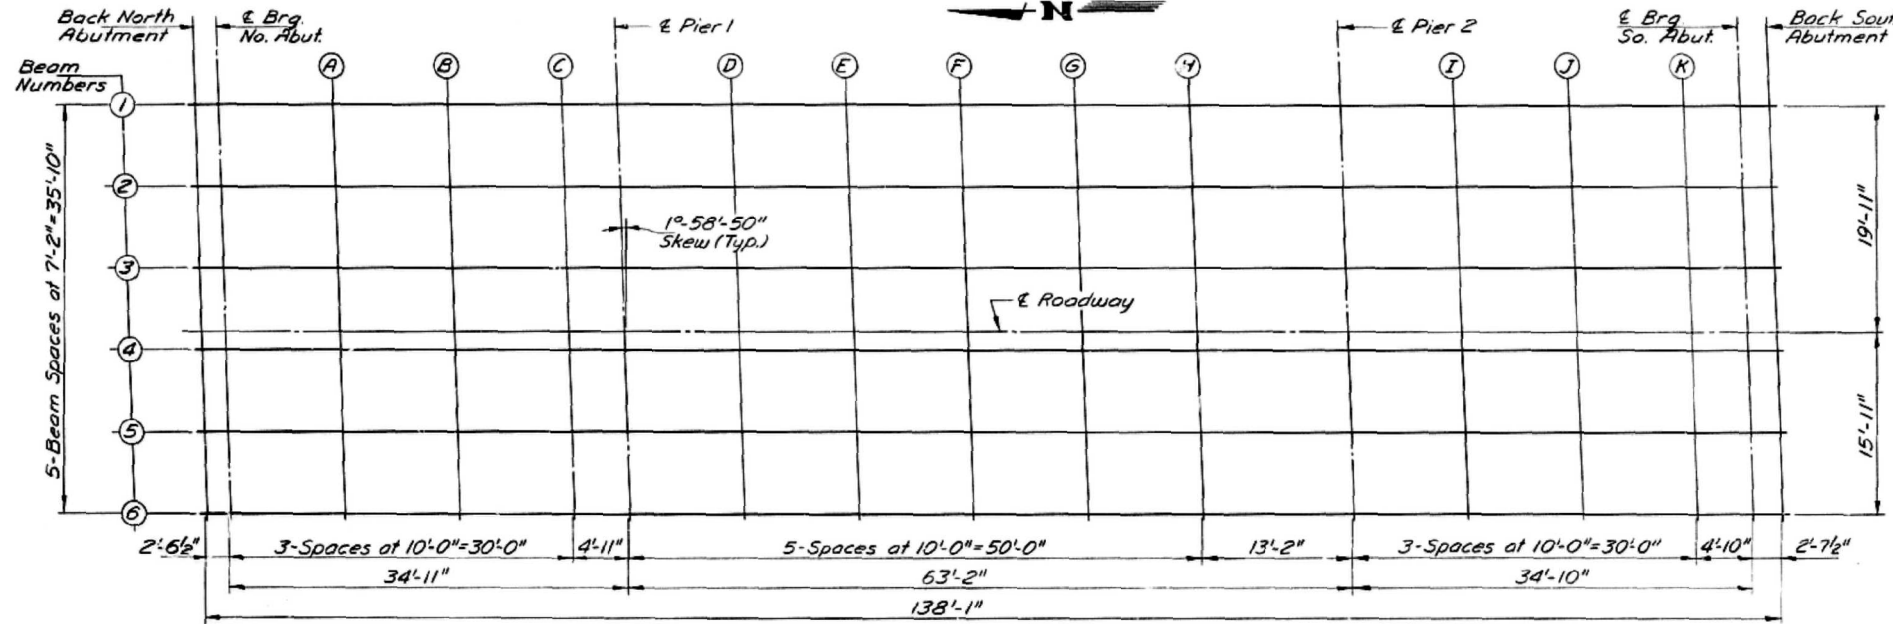 Back North
Abutment
℄ Brg.
No. Abut.
℄ Pier 1
N
℄ Pier 2
℄ Brg.
So. Abut.
Back Sout
Abutment
Beam
Numbers
A B C D E F G H I J K
1
2
3
4
5
6
5-Beam Spaces at 7'-2"=35'-10"
1°-58'-50"
Skew (Typ.)
℄ Roadway
19'-11"
15'-11"
2'-6½" 3-Spaces at 10'-0"=30'-0" 4'-11" 5-Spaces at 10'-0"=50'-0" 13'-2" 3-Spaces at 10'-0"=30'-0" 4'-10" 2'-7½"
34'-11" 63'-2" 34'-10"
138'-1"